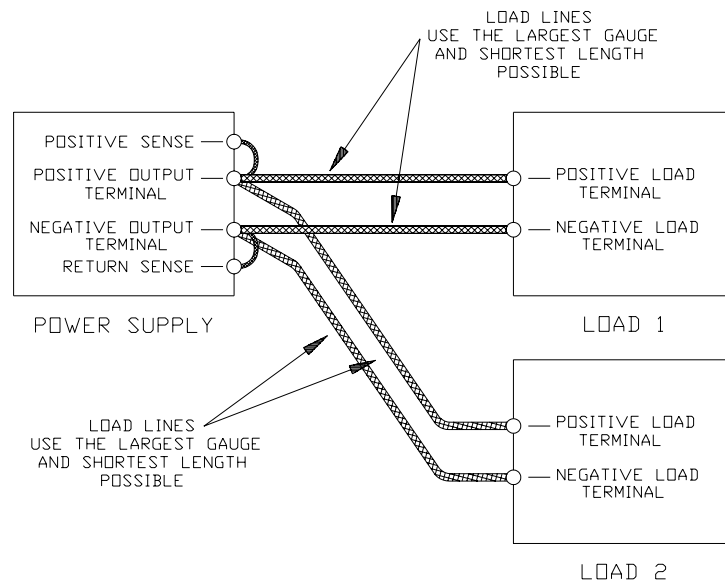 LOAD LINES
USE THE LARGEST GAUGE
AND SHORTEST LENGTH
POSSIBLE
POSITIVE SENSE
POSITIVE OUTPUT
TERMINAL
NEGATIVE OUTPUT
TERMINAL
RETURN SENSE
POWER SUPPLY
POSITIVE LOAD
TERMINAL
NEGATIVE LOAD
TERMINAL
LOAD 1
LOAD LINES
USE THE LARGEST GAUGE
AND SHORTEST LENGTH
POSSIBLE
POSITIVE LOAD
TERMINAL
NEGATIVE LOAD
TERMINAL
LOAD 2